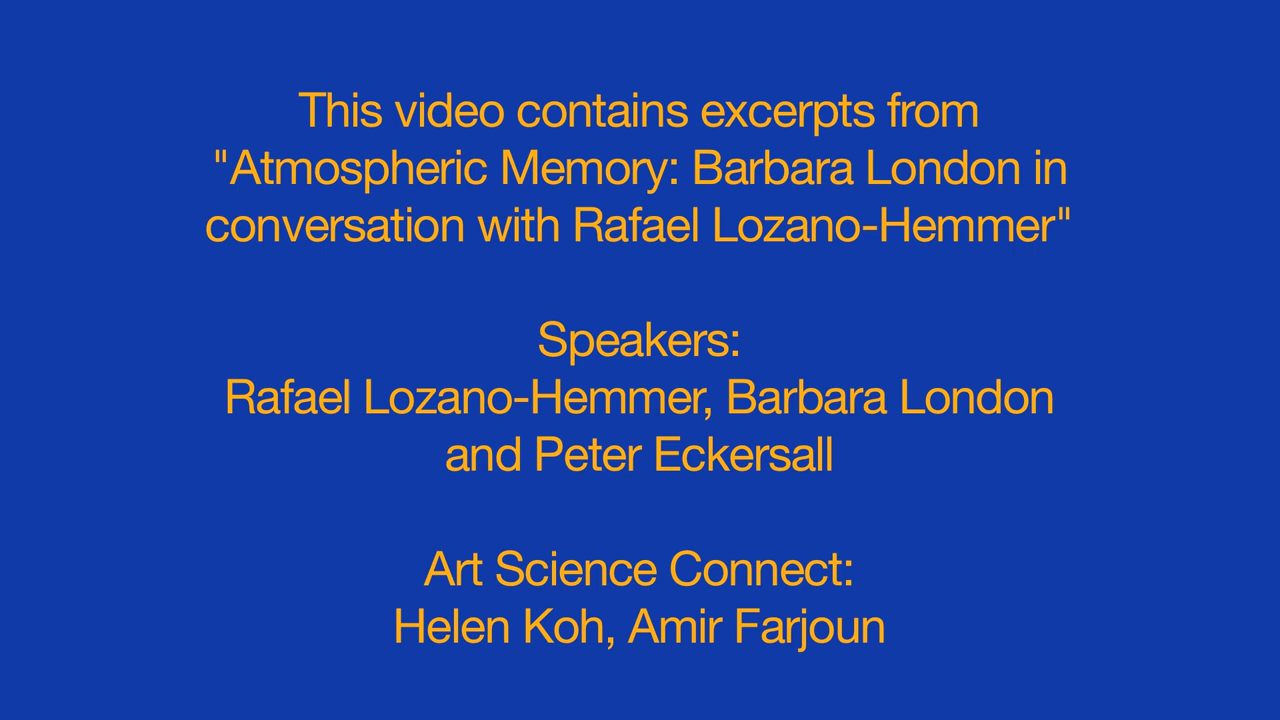 This video contains excerpts from
"Atmospheric Memory: Barbara London in
conversation with Rafael Lozano-Hemmer"
Speakers:
Rafael Lozano-Hemmer, Barbara London
and Peter Eckersall
Art Science Connect:
Helen Koh, Amir Farjoun